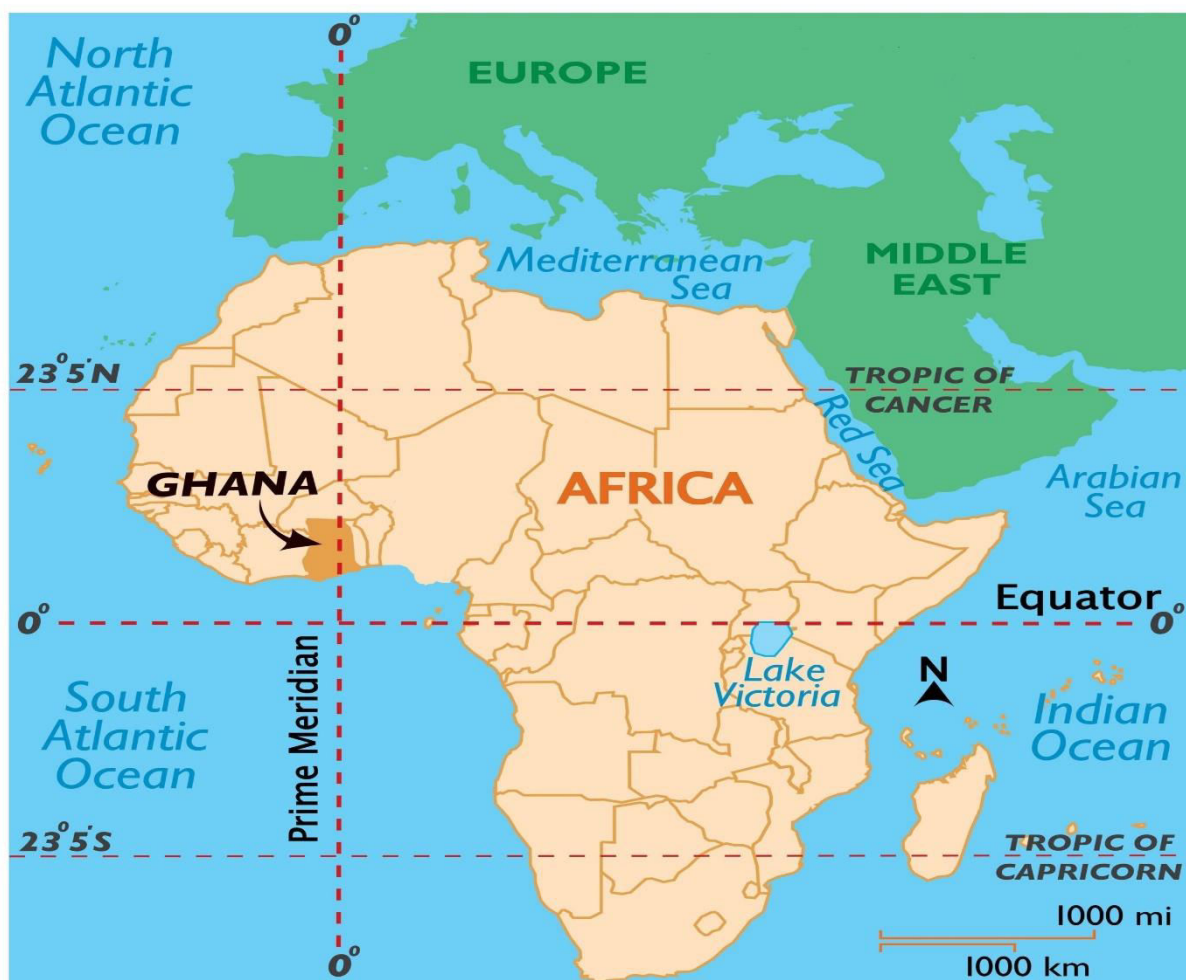 0°
North
Atlantic
Ocean
EUROPE
Mediterranean
Sea
MIDDLE
EAST
23°5'N
TROPIC OF
CANCER
Red Sea
Arabian
Sea
GHANA
AFRICA
Equator
0°
0°
Lake
Victoria
N
South
Atlantic
Ocean
Prime Meridian
Indian
Ocean
23°5'S
TROPIC OF
CAPRICORN
1000 mi
1000 km
0°